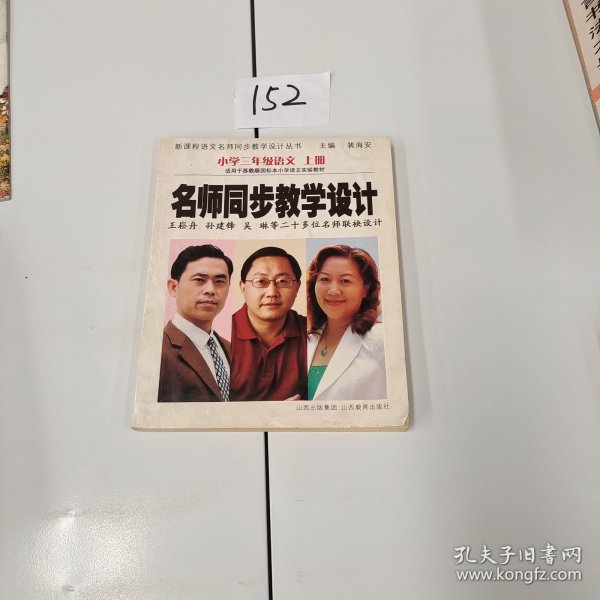 152
新课程语文名师同步教学设计丛书 主编 裴海安
小学三年级语文 上册
适用于苏教版国标本小学语文实验教材
名师同步教学设计
王崧舟 孙建锋 吴 琳等二十多位名师联袂设计
山西出版集团 山西教育出版社
孔夫子旧书网
www.kongfz.com